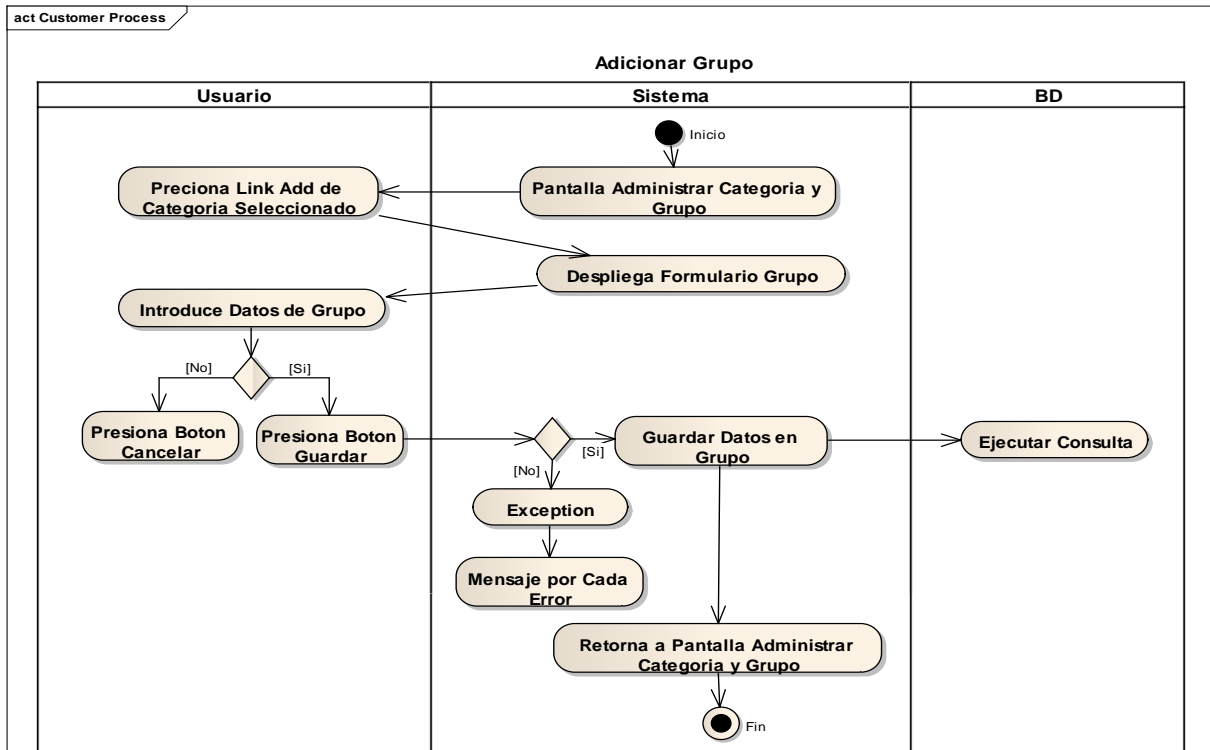 act Customer Process
Adicionar Grupo
Usuario
Sistema
BD
Inicio
Preciona Link Add de
Categoria Seleccionado
Pantalla Administrar Categoria y
Grupo
Despliega Formulario Grupo
Introduce Datos de Grupo
[No]
[Si]
Presiona Boton
Cancelar
Presiona Boton
Guardar
[Si]
[No]
Guardar Datos en
Grupo
Ejecutar Consulta
Exception
Mensaje por Cada
Error
Retorna a Pantalla Administrar
Categoria y Grupo
Fin